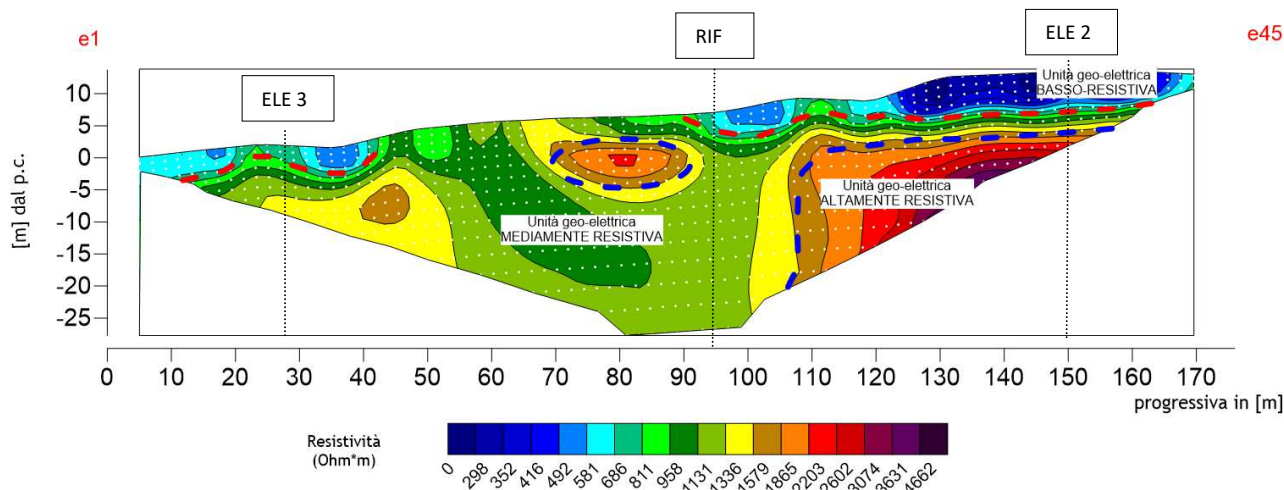 e1
RIF
ELE 2
e45
ELE 3
Unità geo-elettrica
BASSO-RESISTIVA
Unità geo-elettrica
ALTAMENTE RESISTIVA
Unità geo-elettrica
MEDIAMENTE RESISTIVA
[m] dal p.c.
10
5
0
-5
-10
-15
-20
-25
0 10 20 30 40 50 60 70 80 90 100 110 120 130 140 150 160 170
progressiva in [m]
Resistività
(Ohm*m)
0 298 352 416 492 581 686 811 958 1131 1336 1579 1865 2203 2602 3074 3631 4662